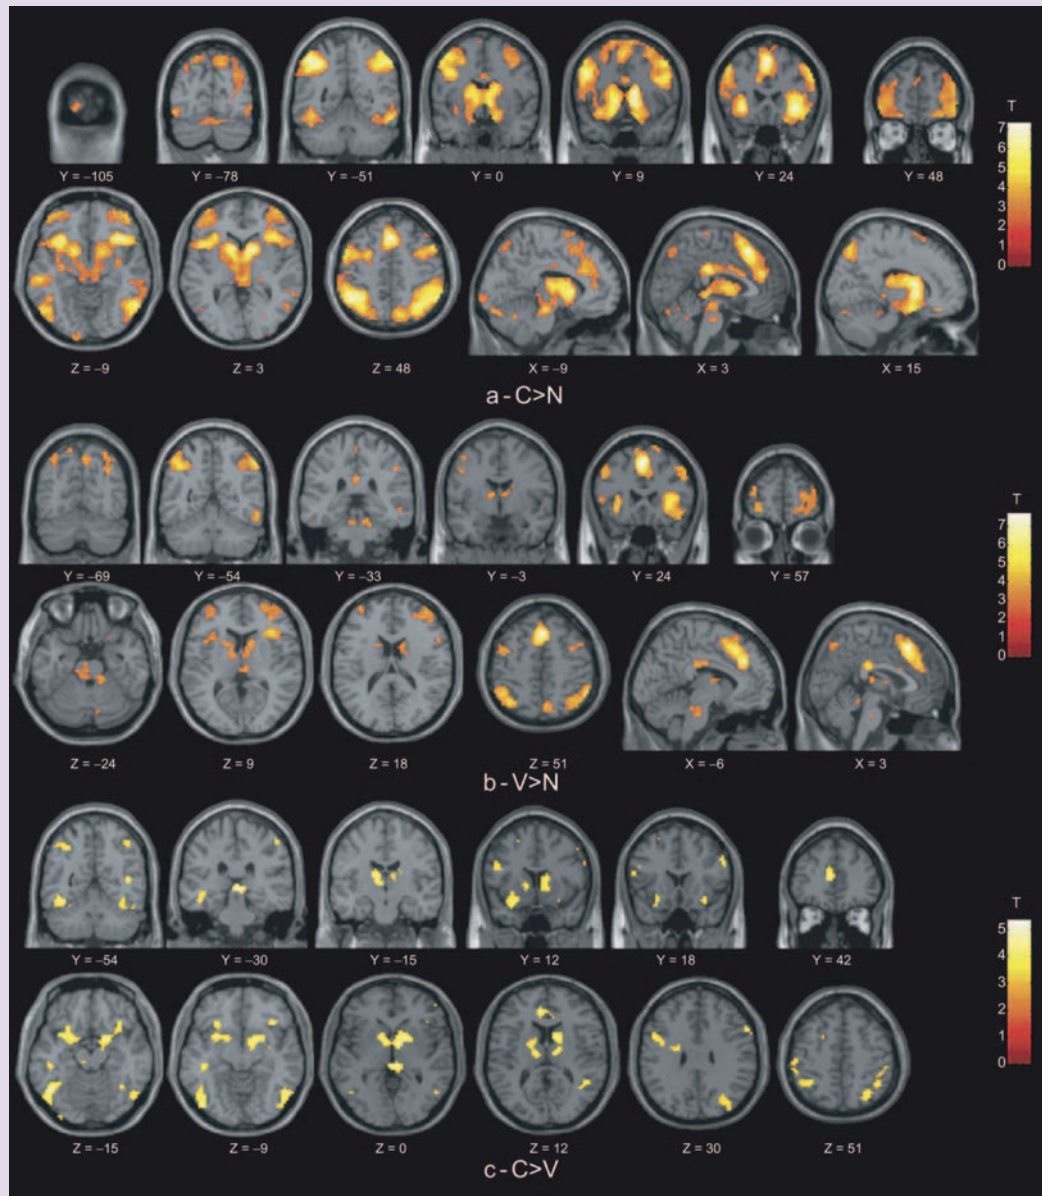 Y = −105 Y = −78 Y = −51 Y = 0 Y = 9 Y = 24 Y = 48
T
7
6
5
4
3
2
1
0
Z = −9 Z = 3 Z = 48 X = −9 X = 3 X = 15
a - C>N
Y = −69 Y = −54 Y = −33 Y = −3 Y = 24 Y = 57
T
7
6
5
4
3
2
1
0
Z = −24 Z = 9 Z = 18 Z = 51 X = −6 X = 3
b - V>N
Y = −54 Y = −30 Y = −15 Y = 12 Y = 18 Y = 42
T
5
4
3
2
1
0
Z = −15 Z = −9 Z = 0 Z = 12 Z = 30 Z = 51
c - C>V